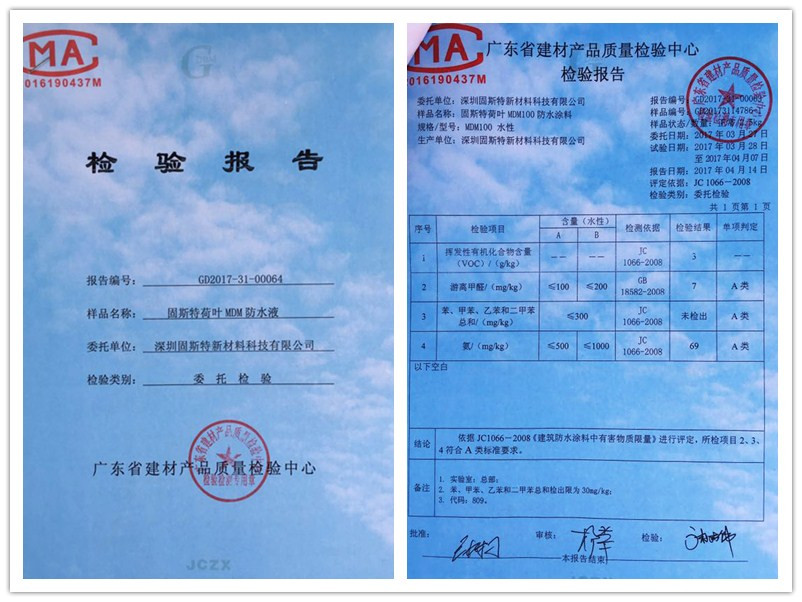 MA
2016190437M
检验报告
报告编号： GD2017-31-00064
样品名称： 固斯特荷叶MDM防水液
委托单位： 深圳固斯特新材料科技有限公司
检验类别： 委托检验
广东省建材产品质量检验中心
检验检测专用章
JCZX
MA
2016190437M
广东省建材产品质量检验中心
检验报告
委托单位：深圳固斯特新材料科技有限公司
样品名称：固斯特荷叶MDM100防水涂料
规格/型号：MDM100 水性
生产单位：深圳固斯特新材料科技有限公司
报告编号：GD2017-31-00065
样品编号：
样品状态/数量：
委托日期：2017年03月27日
试验日期：2017年03月28日
至2017年04月07日
报告日期：2017年04月14日
评定依据：JC 1066－2008
检验类别：委托检验
共 1 页第 1 页
序号 检验项目 含量（水性） 检测依据 检验结果 单项判定
A B
1 挥发性有机化合物含量（VOC）/（g/kg） —— —— JC 1066-2008 3 ——
2 游离甲醛/（mg/kg） ≤100 ≤200 GB 18582-2008 7 A 类
3 苯、甲苯、乙苯和二甲苯总和/（mg/kg） ≤300 JC 1066-2008 未检出 A 类
4 氨/（mg/kg） ≤500 ≤1000 JC 1066-2008 69 A 类
以下空白
结论 依据JC1066－2008《建筑防水涂料中有害物质限量》进行评定，所检项目2、3、
4符合A类标准要求。
备注 1. 实验室：总部；
2. 苯、甲苯、乙苯和二甲苯总和检出限为30mg/kg；
3. 代码：809。
批准： 审核： 检验：
本报告结束